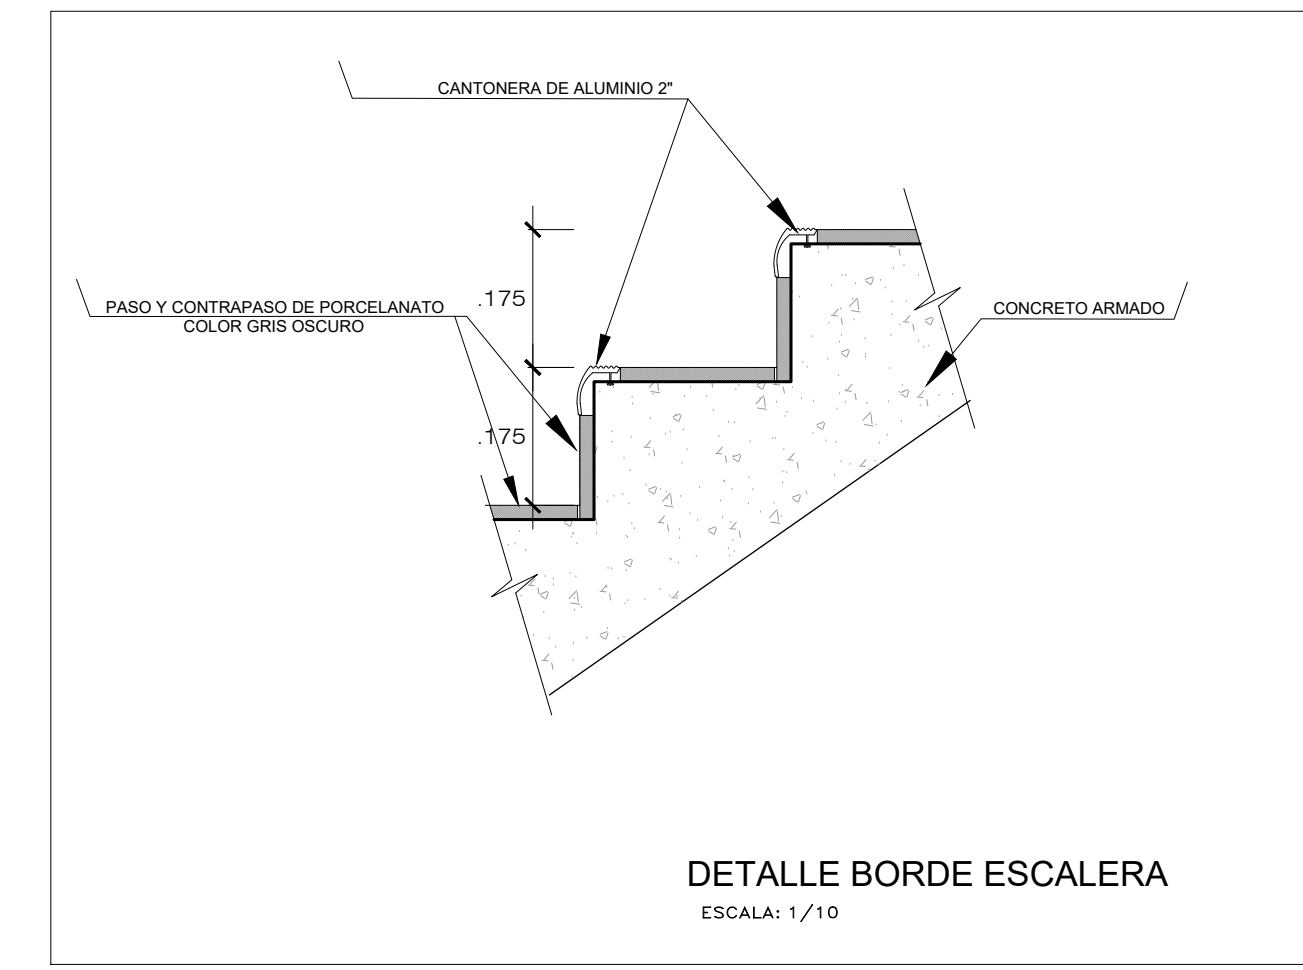 CANTONERA DE ALUMINIO 2"
.175
PASO Y CONTRAPASO DE PORCELANATO
COLOR GRIS OSCURO
CONCRETO ARMADO
.175
DETALLE BORDE ESCALERA
ESCALA: 1/10